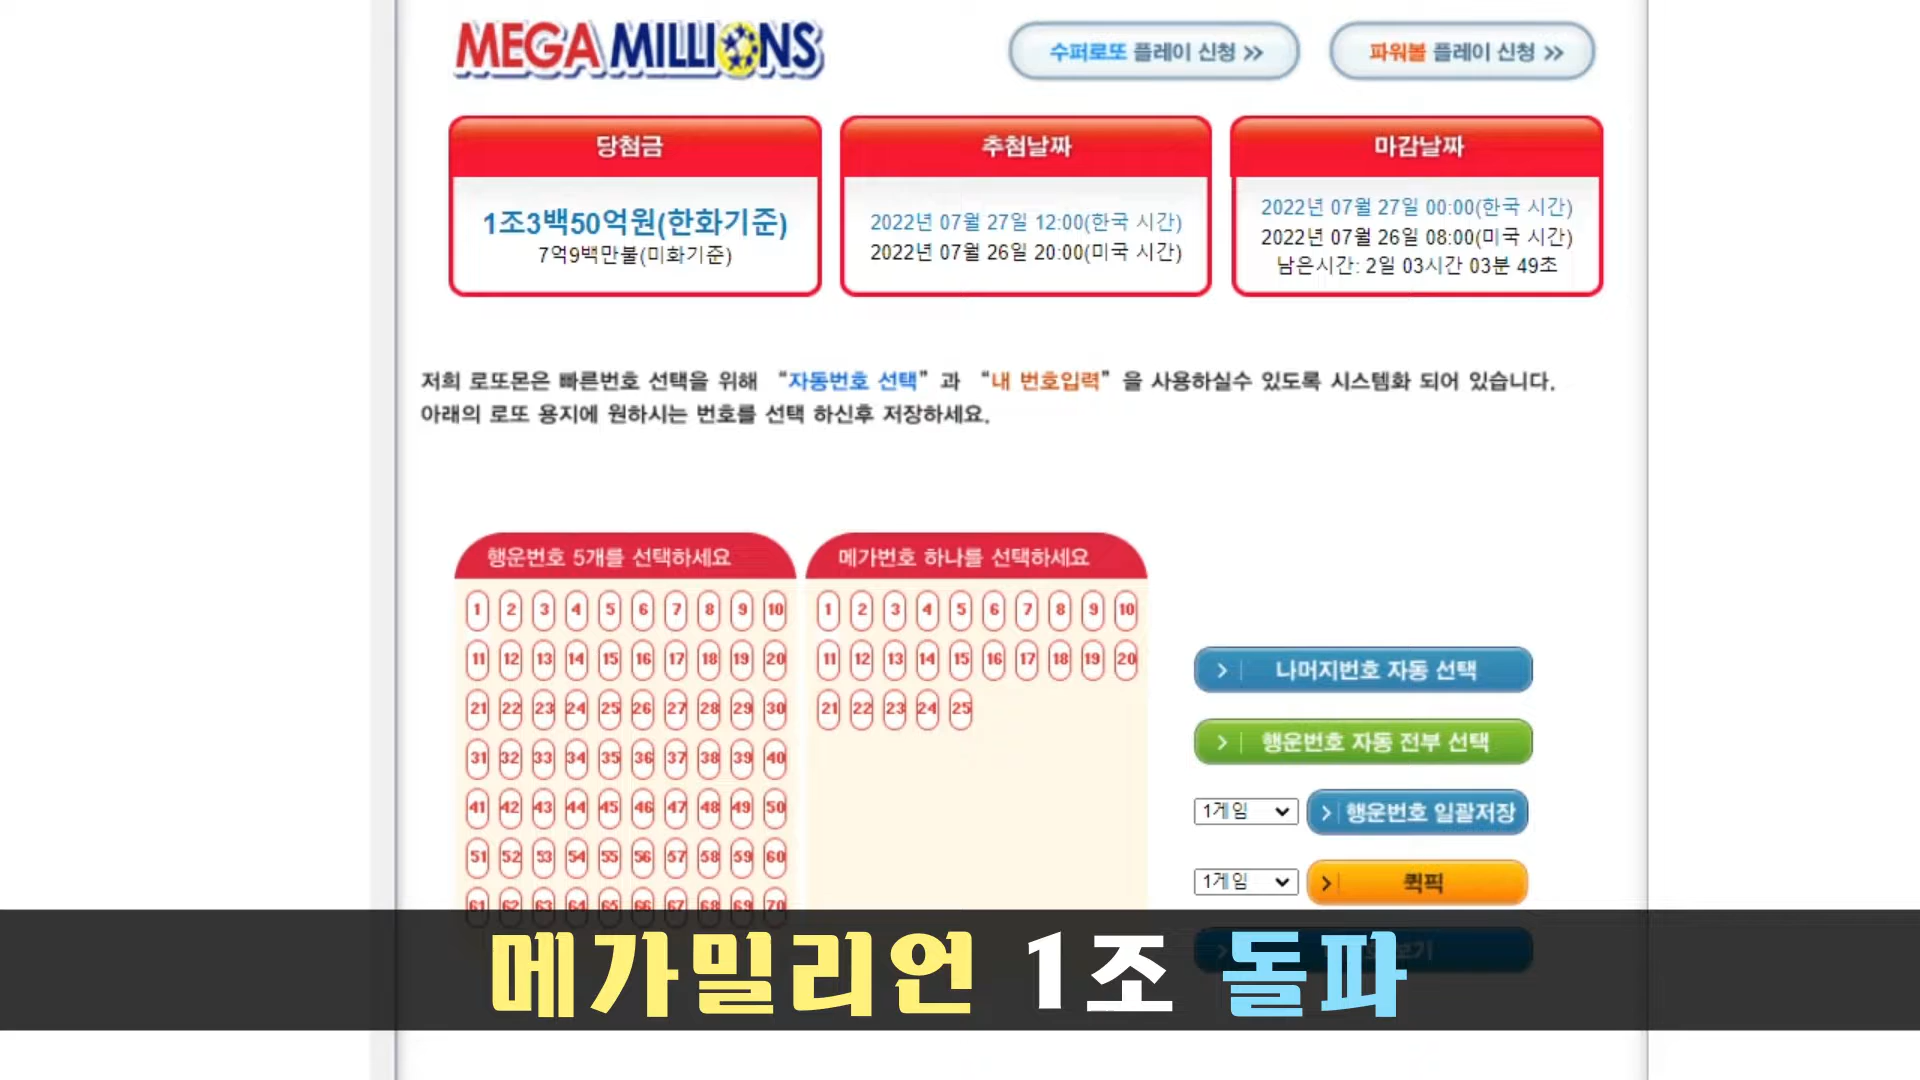 MEGA MILLIONS
수퍼로또 플레이 신청 >>
파워볼 플레이 신청 >>
당첨금
1조3백50억원(한화기준)
7억9백만불(미화기준)
추첨날짜
2022년 07월 27일 12:00(한국 시간)
2022년 07월 26일 20:00(미국 시간)
마감날짜
2022년 07월 27일 00:00(한국 시간)
2022년 07월 26일 08:00(미국 시간)
남은시간: 2일 03시간 03분 49초
저희 로또몬은 빠른번호 선택을 위해 “자동번호 선택” 과 “내 번호입력” 을 사용하실수 있도록 시스템화 되어 있습니다.
아래의 로또 용지에 원하시는 번호를 선택 하신후 저장하세요.
행운번호 5개를 선택하세요
1 2 3 4 5 6 7 8 9 10
11 12 13 14 15 16 17 18 19 20
21 22 23 24 25 26 27 28 29 30
31 32 33 34 35 36 37 38 39 40
41 42 43 44 45 46 47 48 49 50
51 52 53 54 55 56 57 58 59 60
61 62 63 64 65 66 67 68 69 70
메가번호 하나를 선택하세요
1 2 3 4 5 6 7 8 9 10
11 12 13 14 15 16 17 18 19 20
21 22 23 24 25
> 나머지번호 자동 선택
> 행운번호 자동 전부 선택
1게임 > 행운번호 일괄저장
1게임 > 퀵픽
메가밀리언 1조 돌파